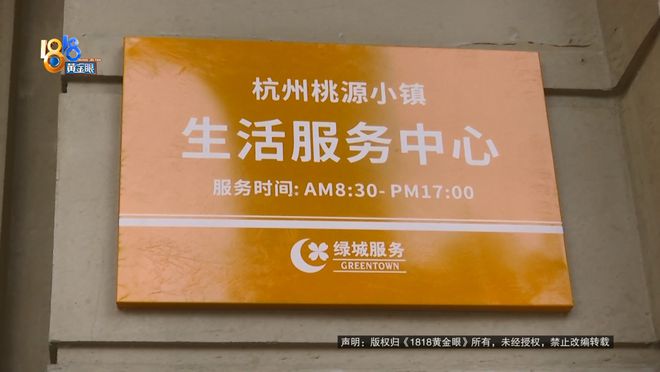 1818
黄金眼
杭州桃源小镇
生活服务中心
服务时间: AM8:30- PM17:00
绿城服务
GREENTOWN
声明：版权归《1818黄金眼》所有，未经授权，禁止改编转载